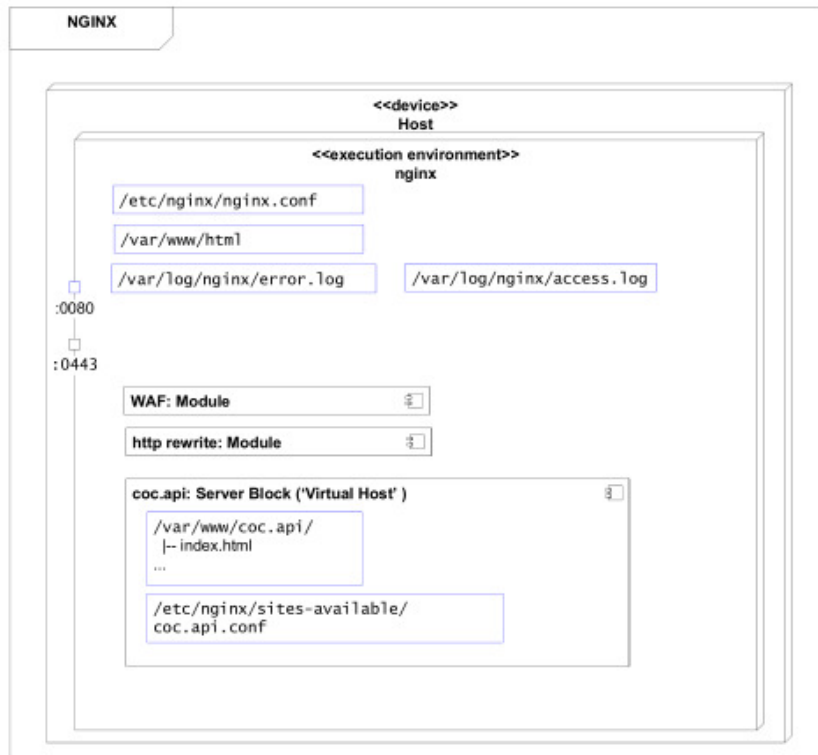 NGINX
<<device>>
Host
<<execution environment>>
nginx
/etc/nginx/nginx.conf
/var/www/html
/var/log/nginx/error.log
/var/log/nginx/access.log
:0080
:0443
WAF: Module
http rewrite: Module
coc.api: Server Block (‘Virtual Host’ )
/var/www/coc.api/
|-- index.html
...
/etc/nginx/sites-available/
coc.api.conf